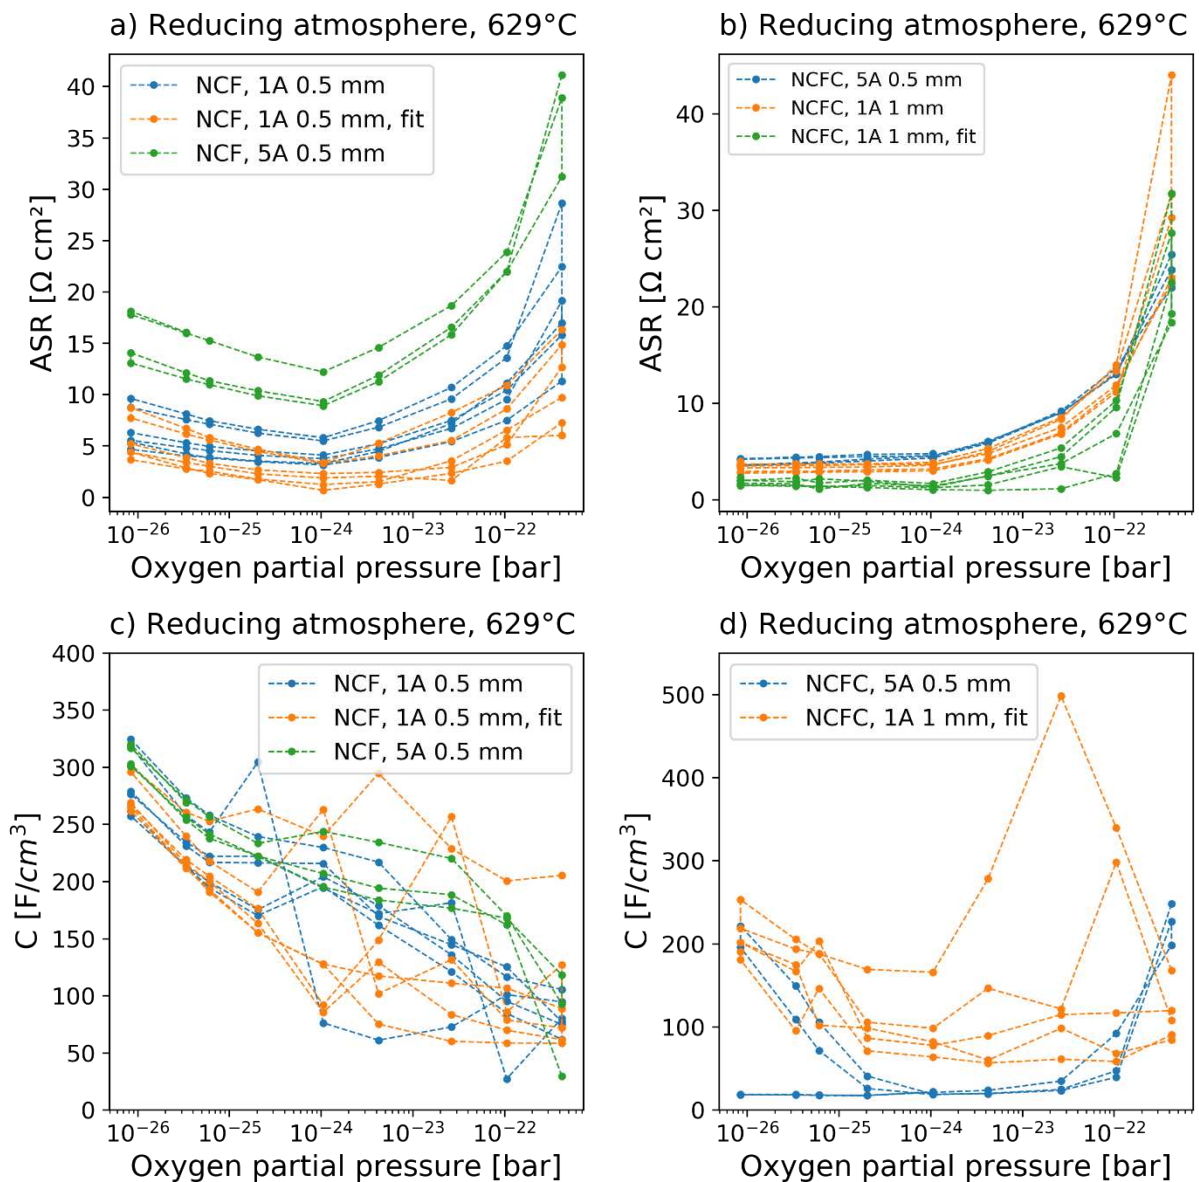 a) Reducing atmosphere, 629°C
b) Reducing atmosphere, 629°C
NCF, 1A 0.5 mm
NCF, 1A 0.5 mm, fit
NCF, 5A 0.5 mm
40
35
30
25
20
15
10
5
0
ASR [Ω cm²]
10⁻²⁶ 10⁻²⁵ 10⁻²⁴ 10⁻²³ 10⁻²²
Oxygen partial pressure [bar]
NCFC, 5A 0.5 mm
NCFC, 1A 1 mm
NCFC, 1A 1 mm, fit
40
30
20
10
0
ASR [Ω cm²]
10⁻²⁶ 10⁻²⁵ 10⁻²⁴ 10⁻²³ 10⁻²²
Oxygen partial pressure [bar]
c) Reducing atmosphere, 629°C
d) Reducing atmosphere, 629°C
NCF, 1A 0.5 mm
NCF, 1A 0.5 mm, fit
NCF, 5A 0.5 mm
400
350
300
250
200
150
100
50
0
C [F/cm³]
10⁻²⁶ 10⁻²⁵ 10⁻²⁴ 10⁻²³ 10⁻²²
Oxygen partial pressure [bar]
NCFC, 5A 0.5 mm
NCFC, 1A 1 mm, fit
500
400
300
200
100
0
C [F/cm³]
10⁻²⁶ 10⁻²⁵ 10⁻²⁴ 10⁻²³ 10⁻²²
Oxygen partial pressure [bar]